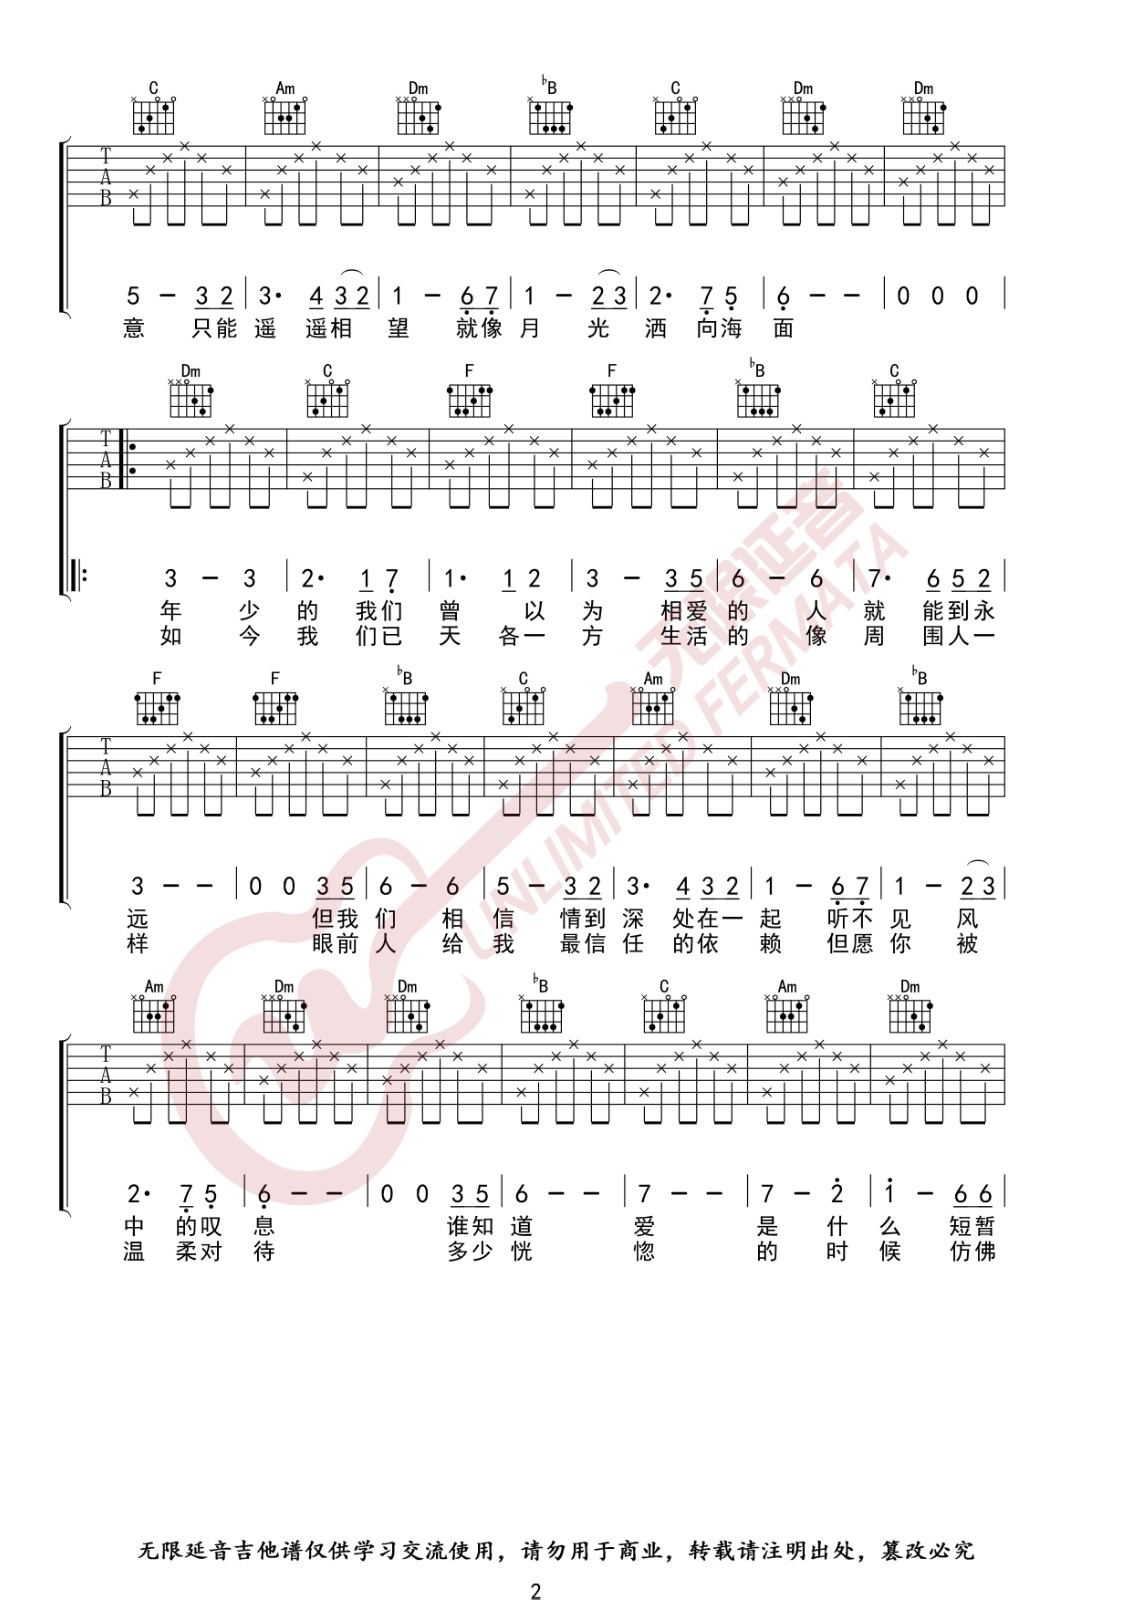 C Am Dm ♭B C Dm Dm
T
A
B
5 – 3 2 | 3· 4 3 2 | 1 – 6 7 | 1 – 2 3 | 2· 7 5 | 6 – – | 0 0 0 |
意 只能 遥 遥相 望 就像 月 光 洒 向海 面
Dm C F F ♭B C
T
A
B
3 – 3 | 2· 1 7 | 1· 1 2 | 3 – 3 5 | 6 – 6 | 7· 6 5 2 |
年 少 的 我们 曾 以 为 相爱 的 人 就 能到永
如 今 我 们已 天 各一 方 生活 的 像 周 围人一
F F ♭B C Am Dm ♭B
T
A
B
3 – – | 0 0 3 5 | 6 – 6 | 5 – 3 2 | 3· 4 3 2 | 1 – 6 7 | 1 – 2 3 |
远 但我 们 相 信 情到 深 处在一 起 听不 见 风
样 眼前 人 给 我 最信 任 的依 赖 但愿 你 被
Am Dm Dm ♭B C Am Dm
T
A
B
2· 7 5 | 6 – – | 0 0 3 5 | 6 – – | 7 – – | 7 – 2 | 1 – 6 6 |
中 的叹 息 谁知 道 爱 是 什 么 短暂
温 柔对 待 多少 恍 惚 的 时 候 仿佛
无限延音
UNLIMITED FERMATA
无限延音吉他谱仅供学习交流使用，请勿用于商业，转载请注明出处，篡改必究
2